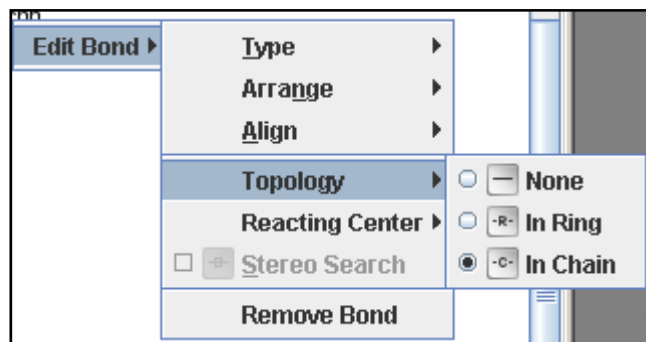 Edit Bond
Type
Arrange
Align
Topology
-R-
-C-
None
In Ring
In Chain
Reacting Center
Stereo Search
Remove Bond